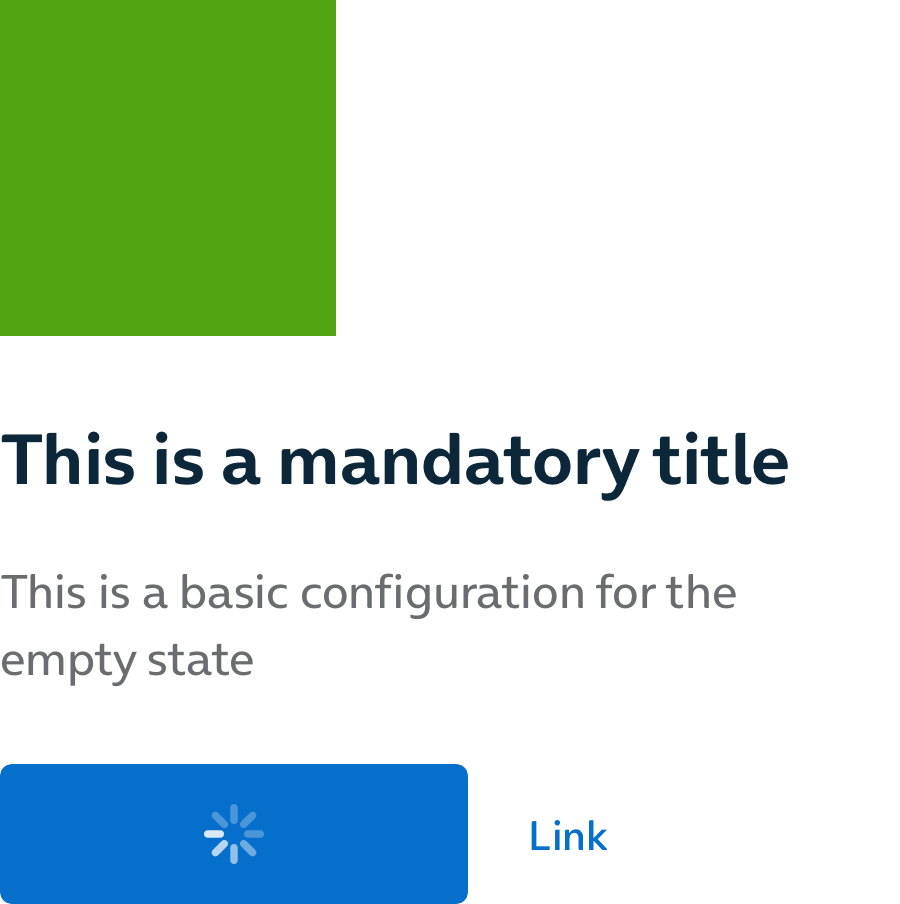 This is a mandatory title
This is a basic configuration for the
empty state
Link